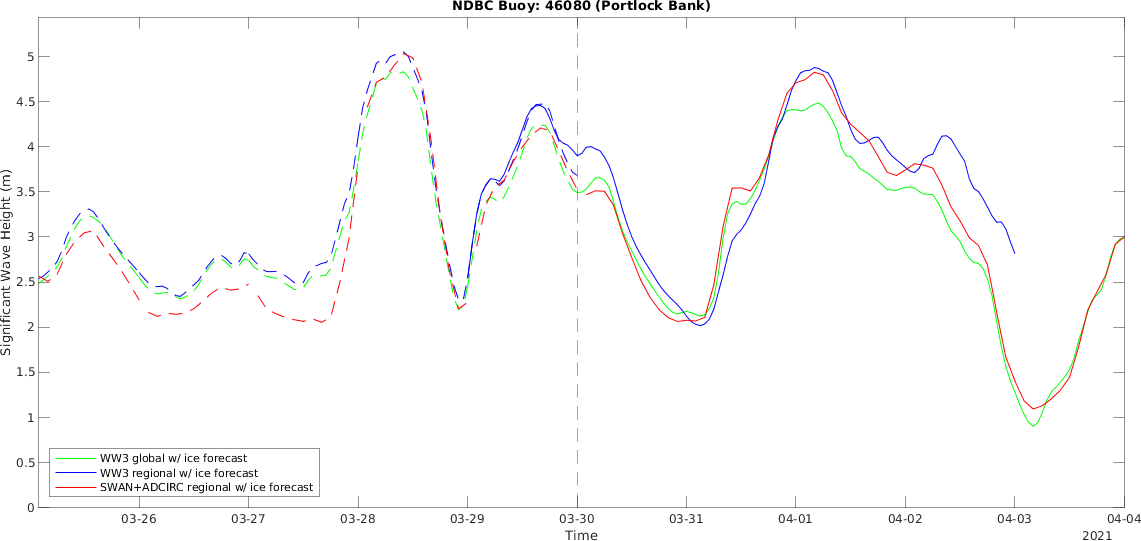 NDBC Buoy: 46080 (Portlock Bank)
Significant Wave Height (m)
5
4.5
4
3.5
3
2.5
2
1.5
1
0.5
0
WW3 global w/ ice forecast
WW3 regional w/ ice forecast
SWAN+ADCIRC regional w/ ice forecast
03-26 03-27 03-28 03-29 03-30 03-31 04-01 04-02 04-03 04-04
Time
2021